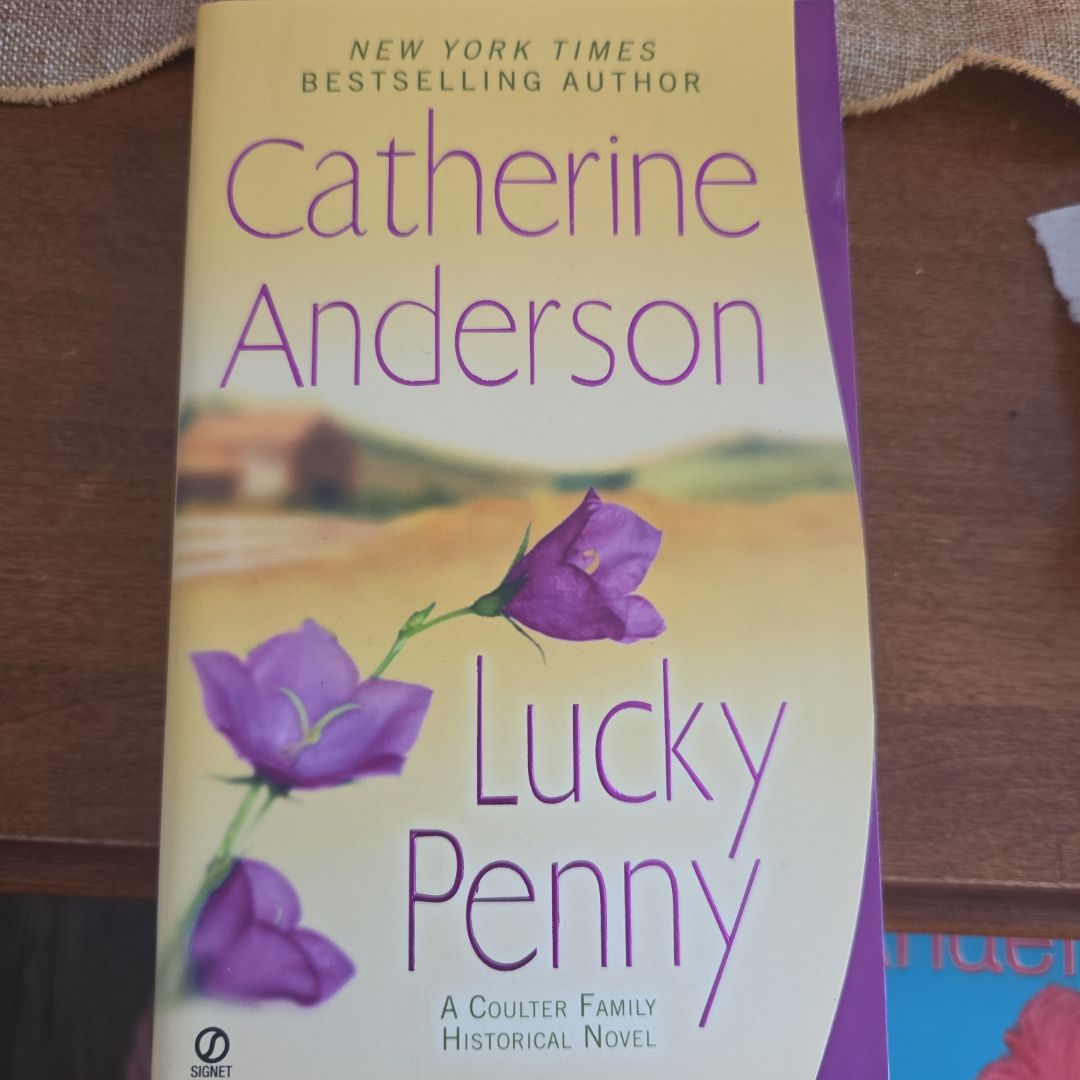 NEW YORK TIMES
BESTSELLING AUTHOR
Catherine
Anderson
Lucky
Penny
A COULTER FAMILY
HISTORICAL NOVEL
SIGNET